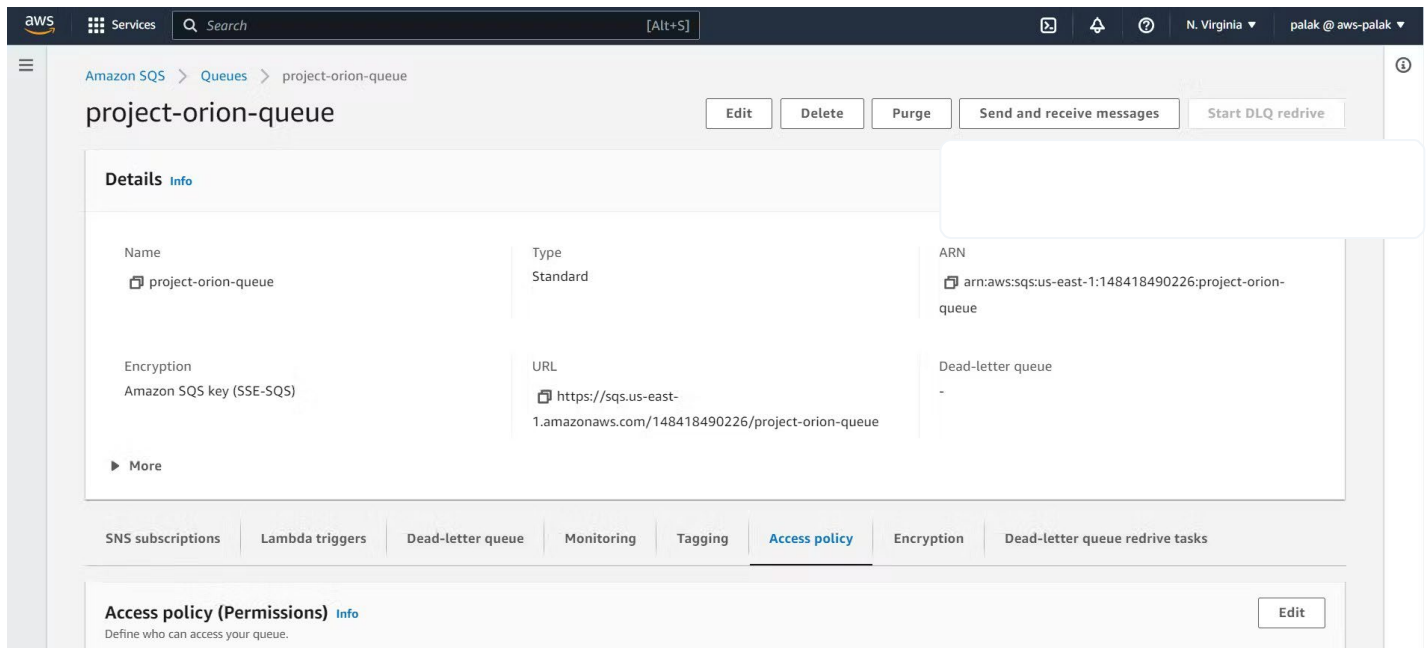 aws
Services
Search
[Alt+S]
N. Virginia
palak @ aws-palak
Amazon SQS > Queues > project-orion-queue
project-orion-queue
Edit
Delete
Purge
Send and receive messages
Start DLQ redrive
Details Info
Name
project-orion-queue
Type
Standard
ARN
arn:aws:sqs:us-east-1:148418490226:project-orion-
queue
Encryption
Amazon SQS key (SSE-SQS)
URL
https://sqs.us-east-
1.amazonaws.com/148418490226/project-orion-queue
Dead-letter queue
-
More
SNS subscriptions
Lambda triggers
Dead-letter queue
Monitoring
Tagging
Access policy
Encryption
Dead-letter queue redrive tasks
Access policy (Permissions) Info
Edit
Define who can access your queue.